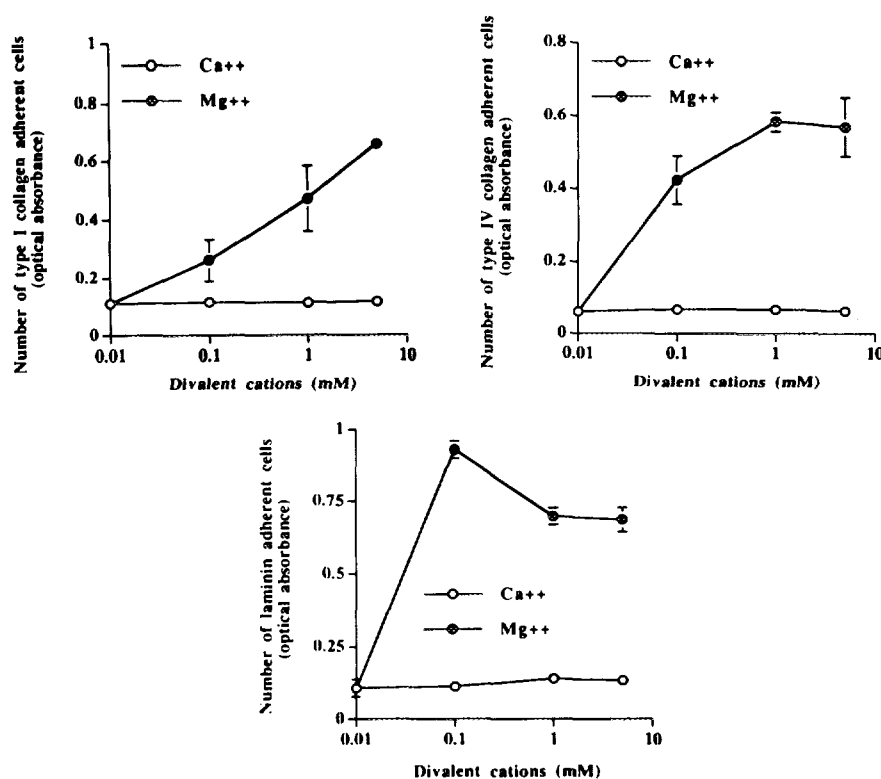 Number of type I collagen adherent cells
(optical absorbance)
1
0.8
0.6
0.4
0.2
0
Ca++
Mg++
0.01
0.1
1
10
Divalent cations (mM)
Number of type IV collagen adherent cells
(optical absorbance)
0.8
0.6
0.4
0.2
0
Ca++
Mg++
0.01
0.1
1
10
Divalent cations (mM)
Number of laminin adherent cells
(optical absorbance)
1
0.75
0.5
0.25
0
Ca++
Mg++
0.01
0.1
1
10
Divalent cations (mM)